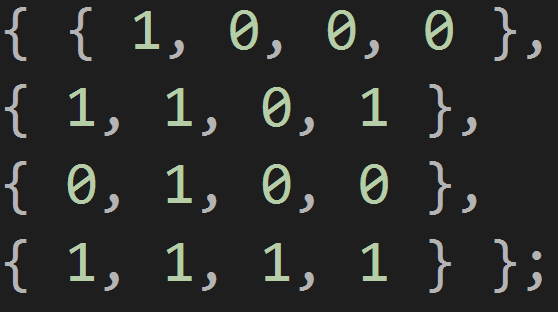 { { 1, 0, 0, 0 },
{ 1, 1, 0, 1 },
{ 0, 1, 0, 0 },
{ 1, 1, 1, 1 } };